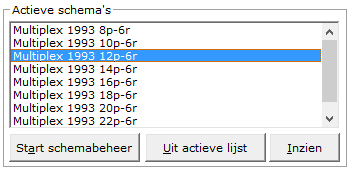 Actieve schema's
Multiplex 1993 8p-6r
Multiplex 1993 10p-6r
Multiplex 1993 12p-6r
Multiplex 1993 14p-6r
Multiplex 1993 16p-6r
Multiplex 1993 18p-6r
Multiplex 1993 20p-6r
Multiplex 1993 22p-6r
Start schemabeheer
Uit actieve lijst
Inzien